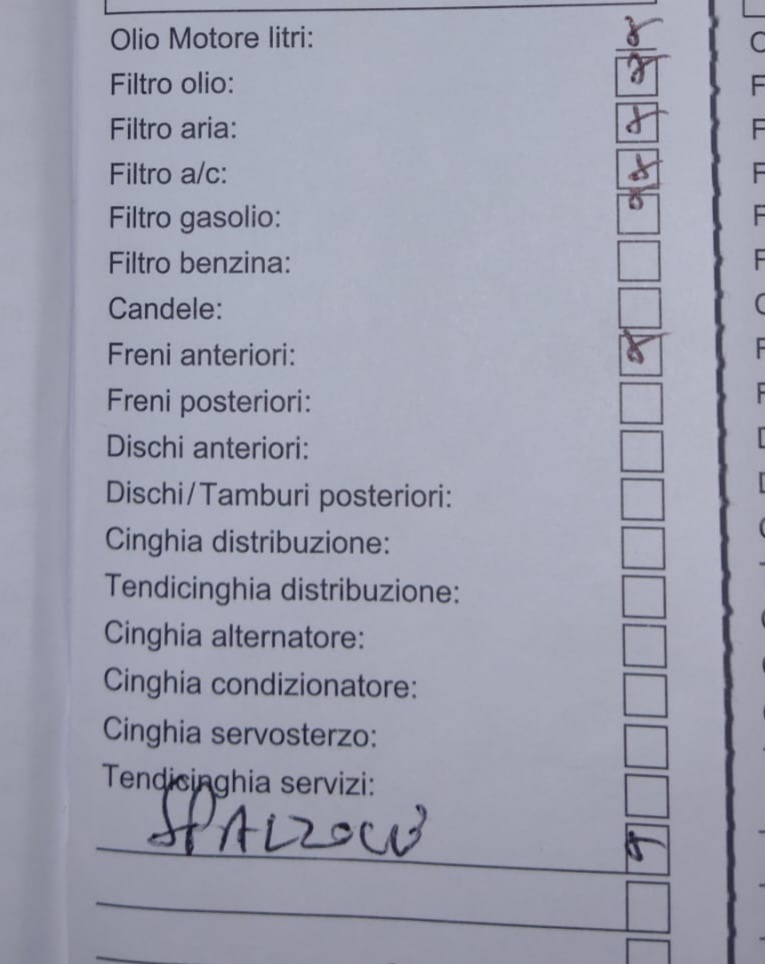 Olio Motore litri:
Filtro olio:
Filtro aria:
Filtro a/c:
Filtro gasolio:
Filtro benzina:
Candele:
Freni anteriori:
Freni posteriori:
Dischi anteriori:
Dischi/Tamburi posteriori:
Cinghia distribuzione:
Tendicinghia distribuzione:
Cinghia alternatore:
Cinghia condizionatore:
Cinghia servosterzo:
Tendicinghia servizi: